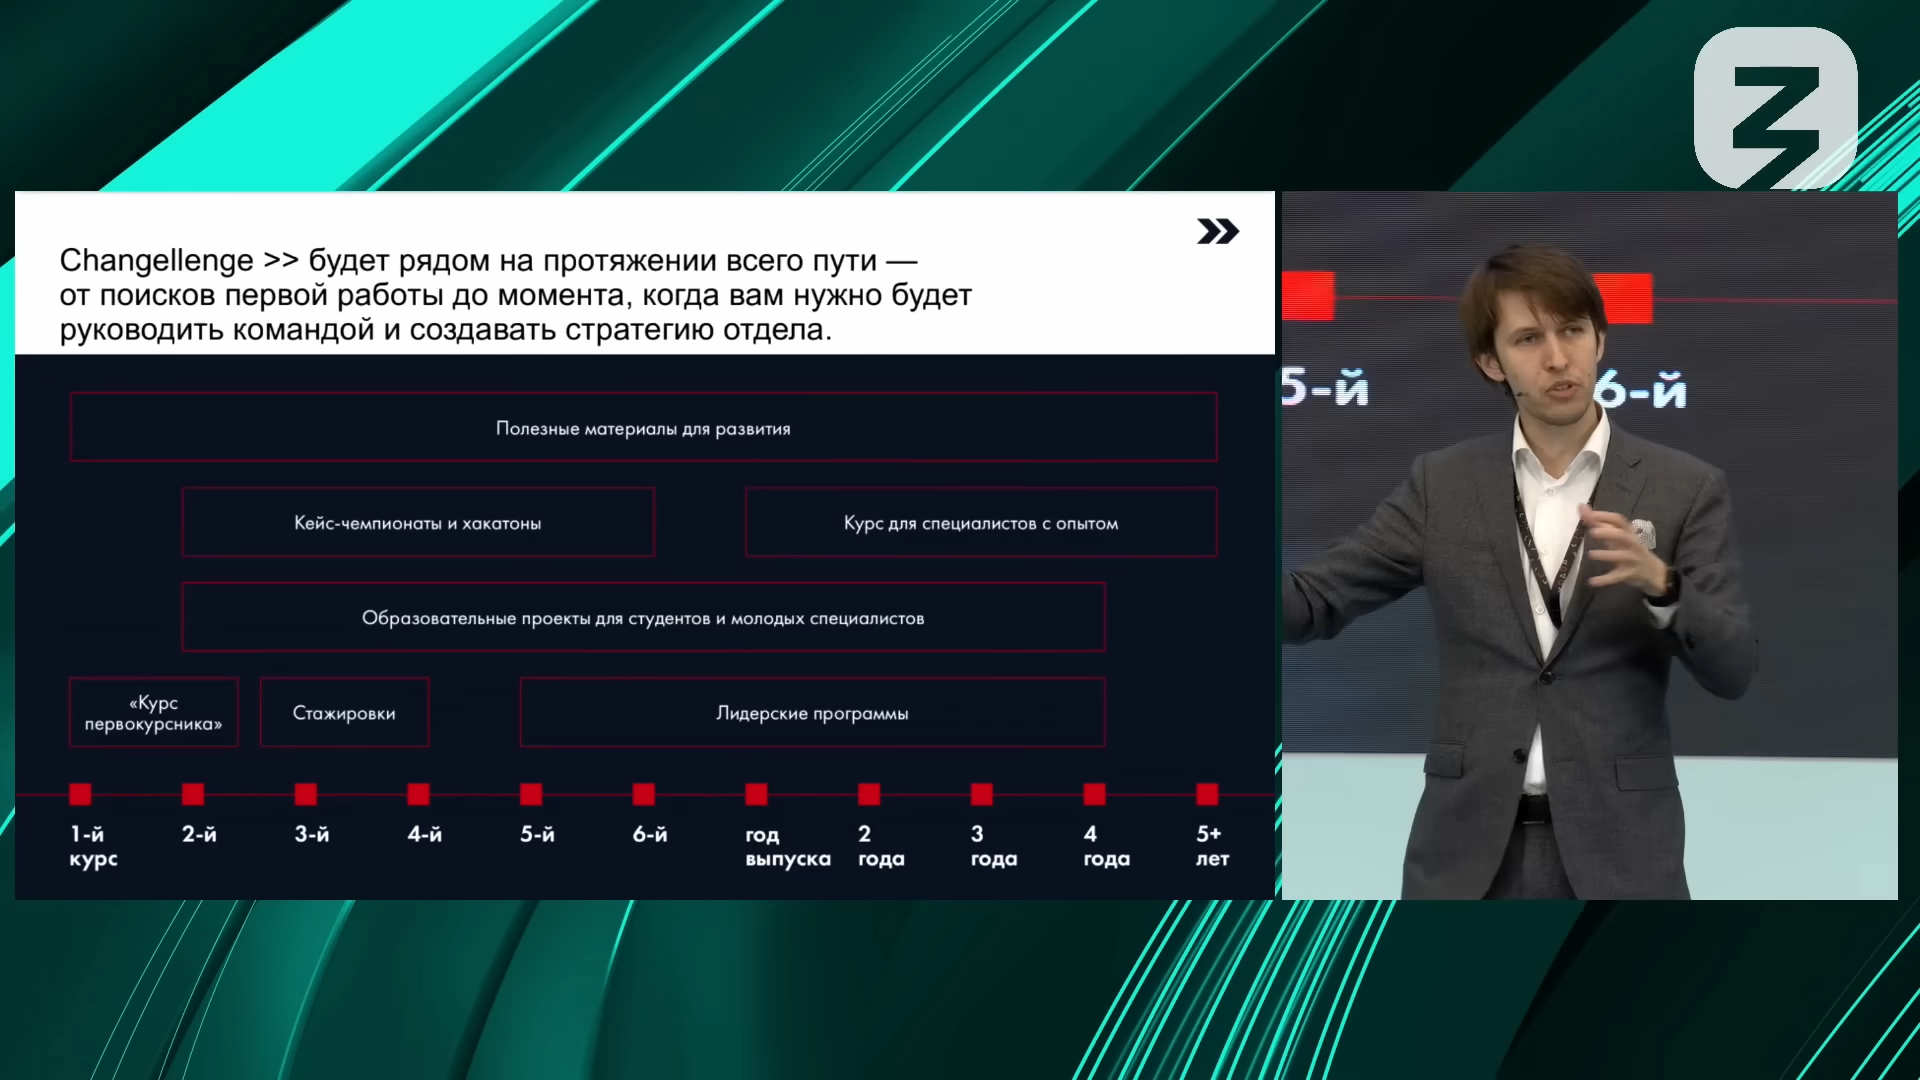 Changellenge >> будет рядом на протяжении всего пути —
от поисков первой работы до момента, когда вам нужно будет
руководить командой и создавать стратегию отдела.
Полезные материалы для развития
Кейс-чемпионаты и хакатоны
Курс для специалистов с опытом
Образовательные проекты для студентов и молодых специалистов
«Курс
первокурсника»
Стажировки
Лидерские программы
1-й
курс
2-й
3-й
4-й
5-й
6-й
год
выпуска
2
года
3
года
4
года
5+
лет
5-й
6-й